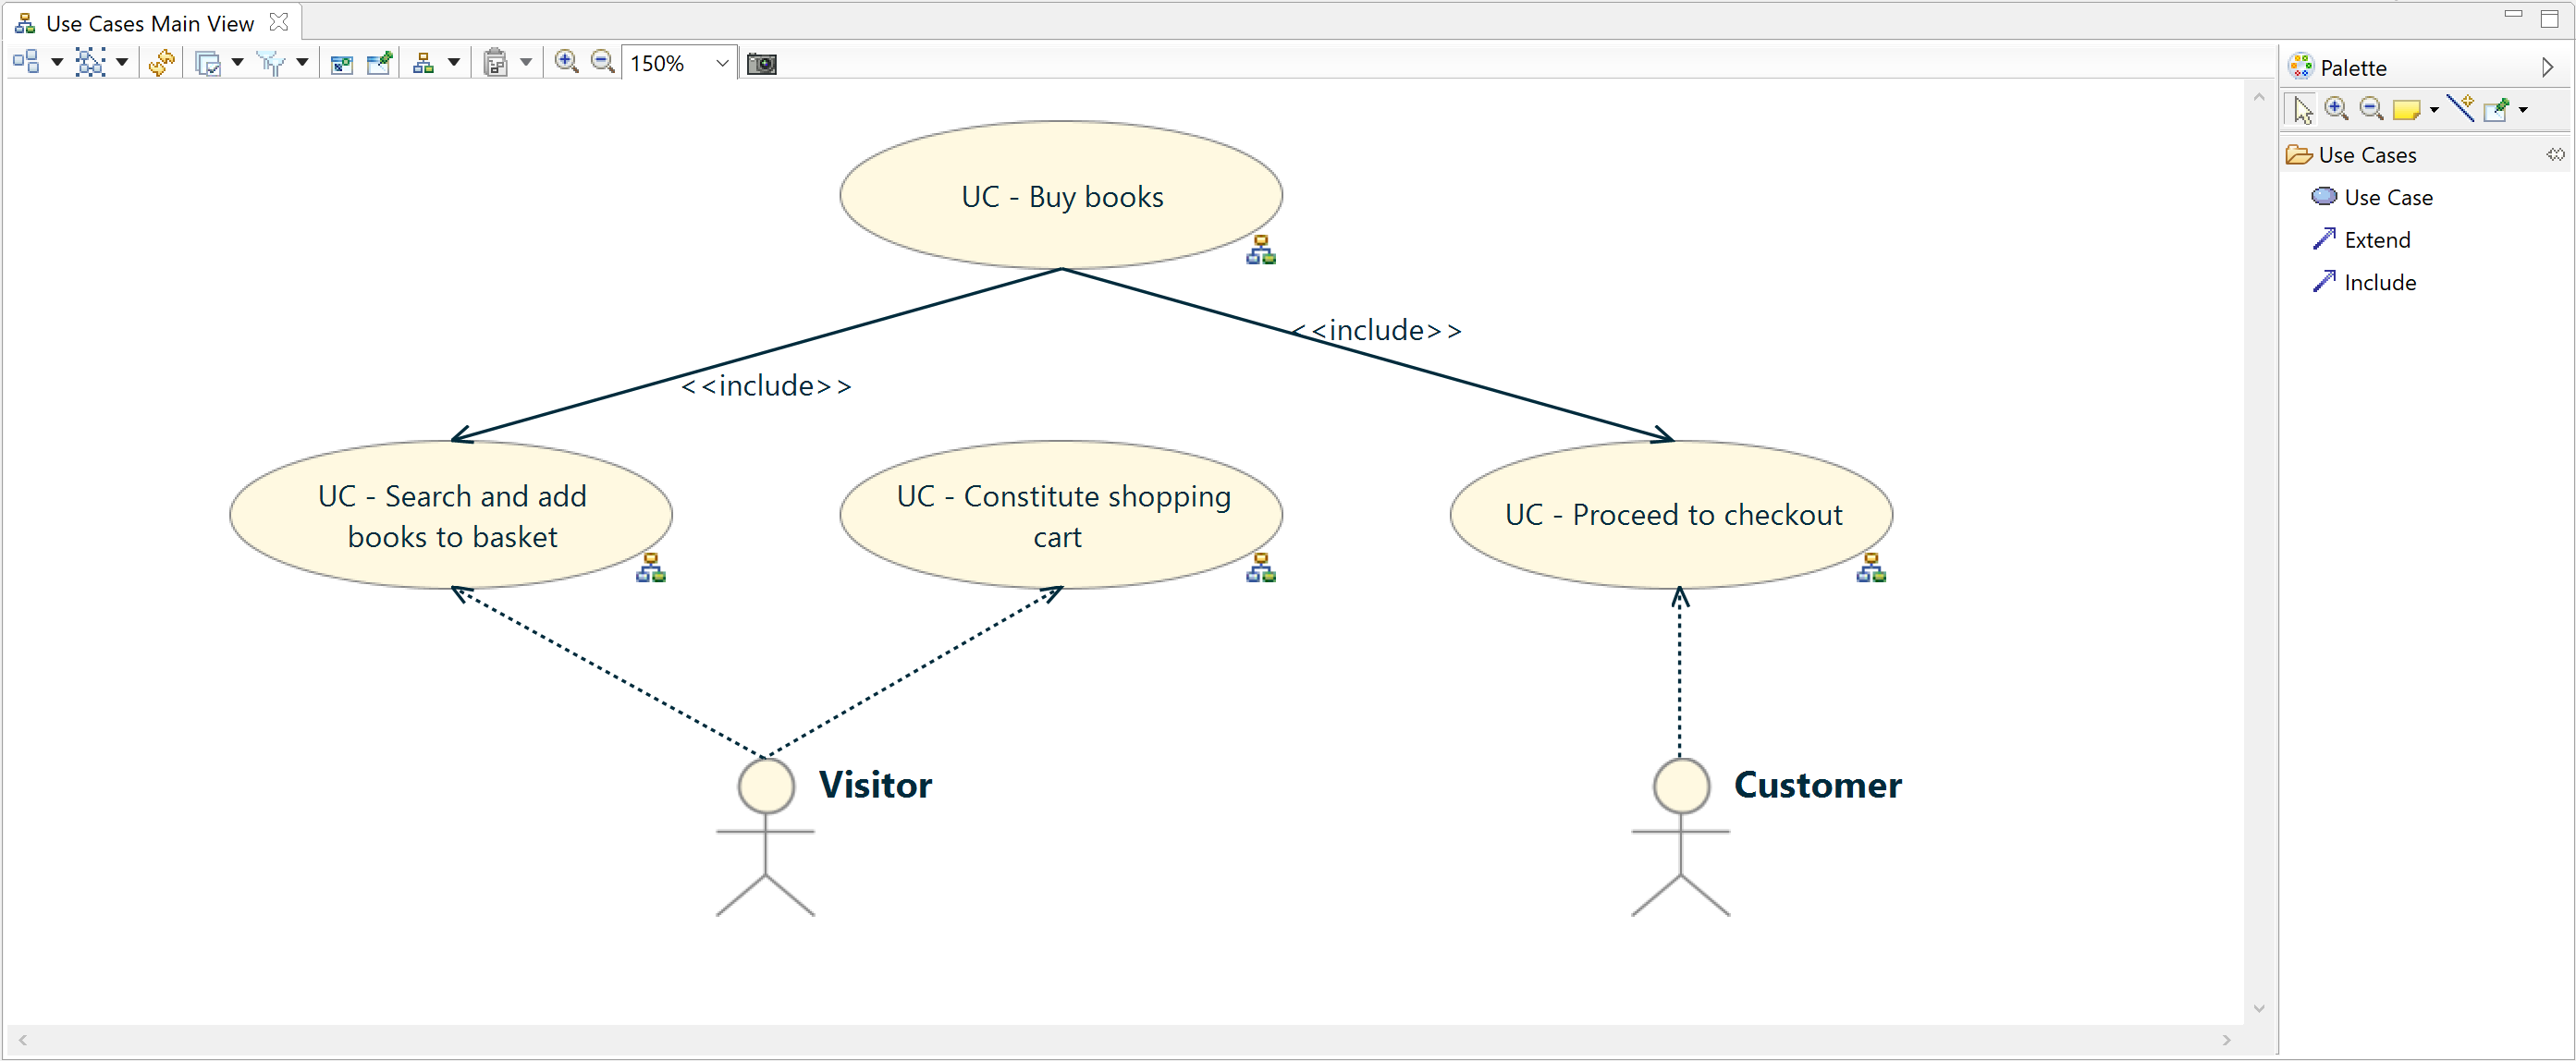 Use Cases Main View
150%
Palette
Use Cases
Use Case
Extend
Include
UC - Buy books
<<include>>
<<include>>
UC - Search and add
books to basket
UC - Constitute shopping
cart
UC - Proceed to checkout
Visitor
Customer